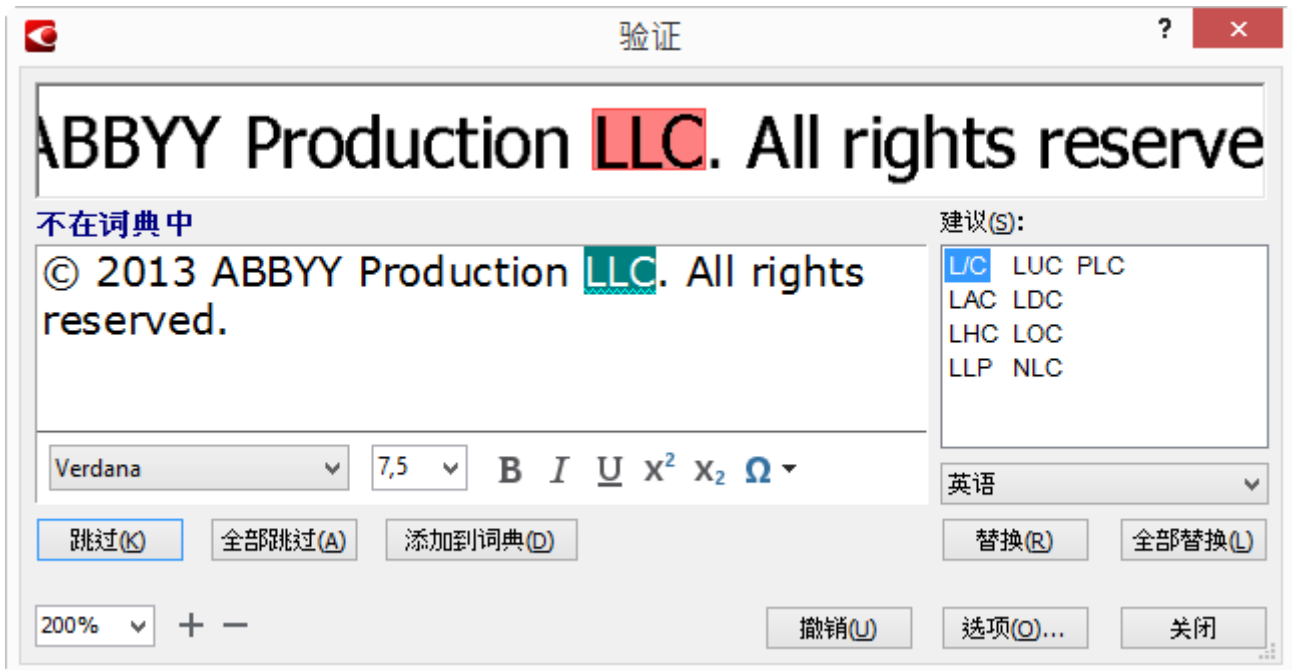 验证
?
ABBYY Production LLC. All rights reserve
不在词典中
建议(S):
© 2013 ABBYY Production LLC. All rights
reserved.
L/C LUC PLC
LAC LDC
LHC LOC
LLP NLC
Verdana
7,5
B I U X² X₂ Ω
英语
跳过(K) 全部跳过(A) 添加到词典(D) 替换(R) 全部替换(L)
200% + −
撤销(U) 选项(O)... 关闭